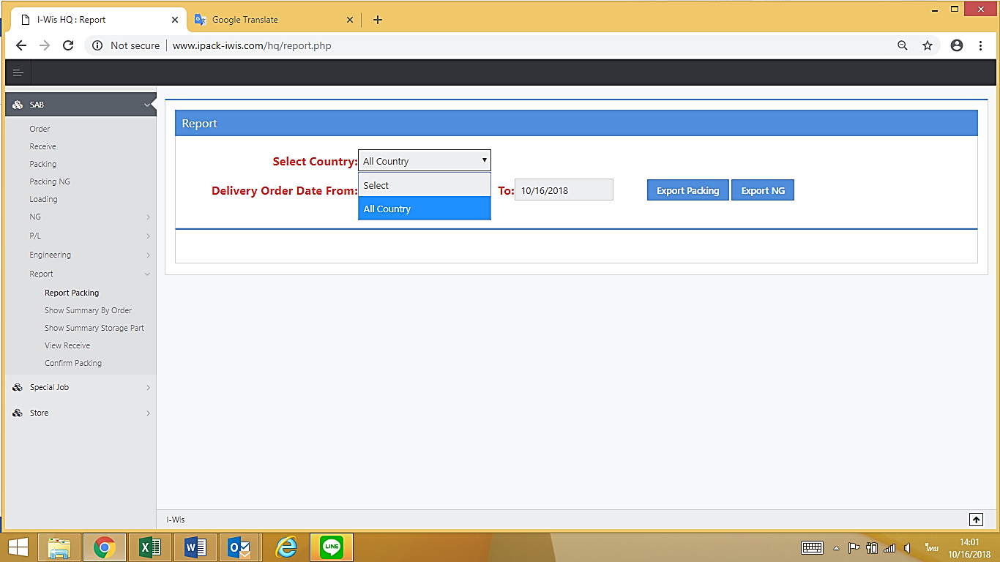 I-Wis HQ : Report
Google Translate
Not secure
www.ipack-iwis.com/hq/report.php
SAB
Order
Receive
Packing
Packing NG
Loading
NG
P/L
Engineering
Report
Report Packing
Show Summary By Order
Show Summary Storage Part
View Receive
Confirm Packing
Special Job
Store
Report
Select Country: All Country
Select
All Country
Delivery Order Date From: To: 10/16/2018 Export Packing Export NG
I-Wis
LINE
ไทย
14:01
10/16/2018